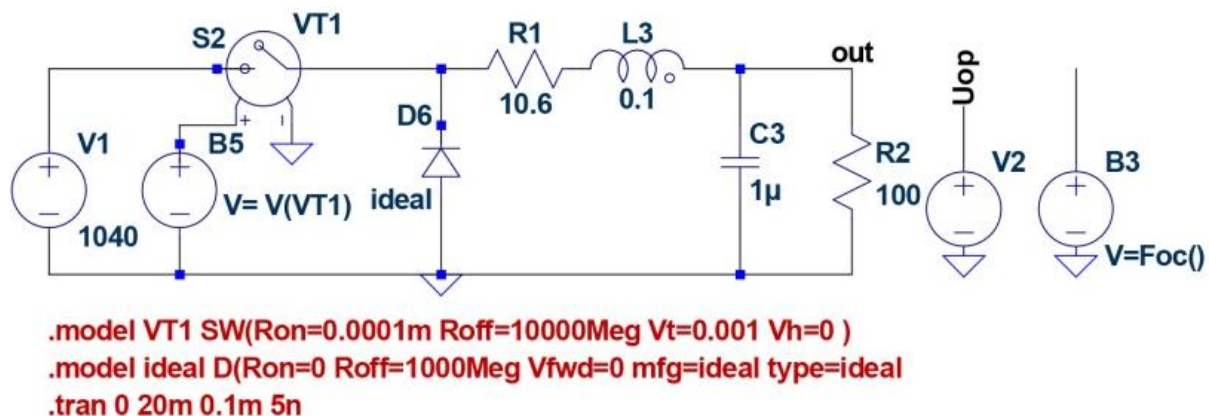 S2
VT1
R1
L3
out
10.6
0.1
Uop
D6
C3
V1
B5
R2
V2
B3
V= V(VT1)
ideal
1µ
100
1040
V=Foc()
.model VT1 SW(Ron=0.0001m Roff=10000Meg Vt=0.001 Vh=0 )
.model ideal D(Ron=0 Roff=1000Meg Vfwd=0 mfg=ideal type=ideal
.tran 0 20m 0.1m 5n